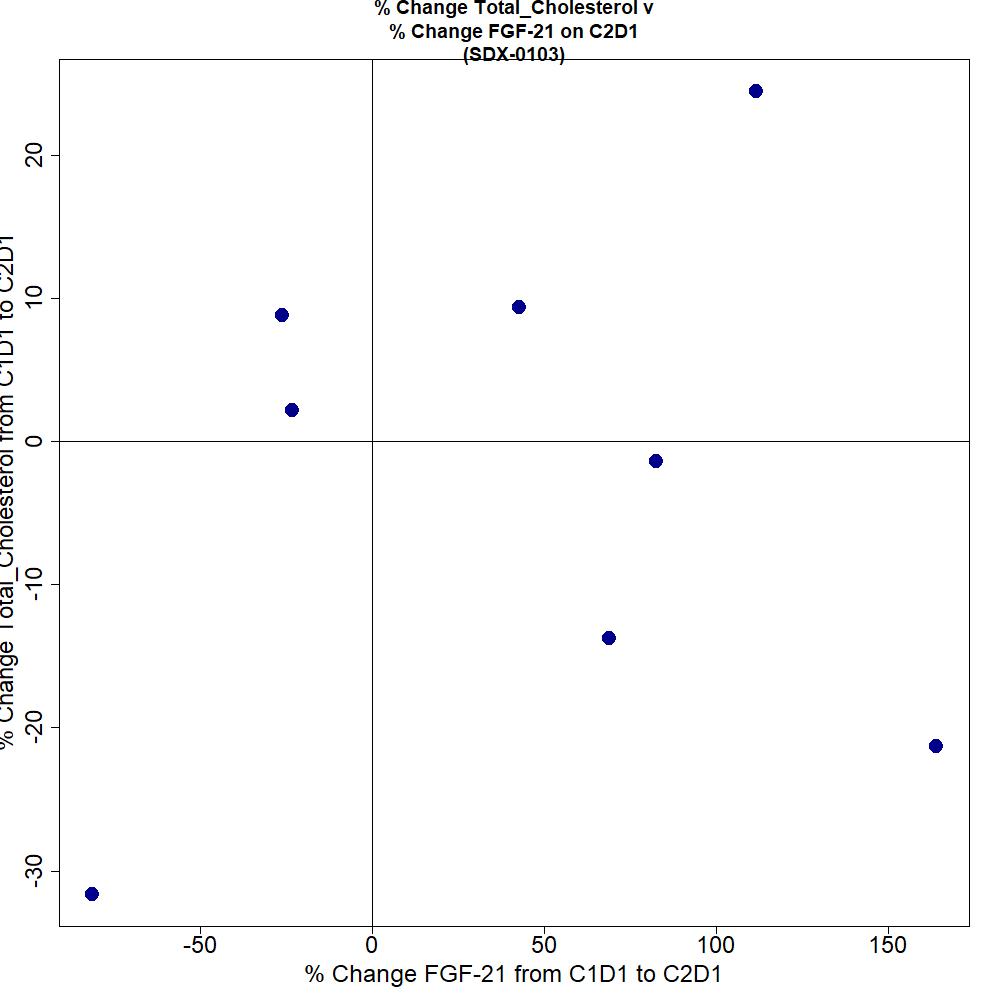 % Change Total_Cholesterol v
% Change FGF-21 on C2D1
(SDX-0103)
% Change Total_Cholesterol from C1D1 to C2D1
20
10
0
-10
-20
-30
-50
0
50
100
150
% Change FGF-21 from C1D1 to C2D1